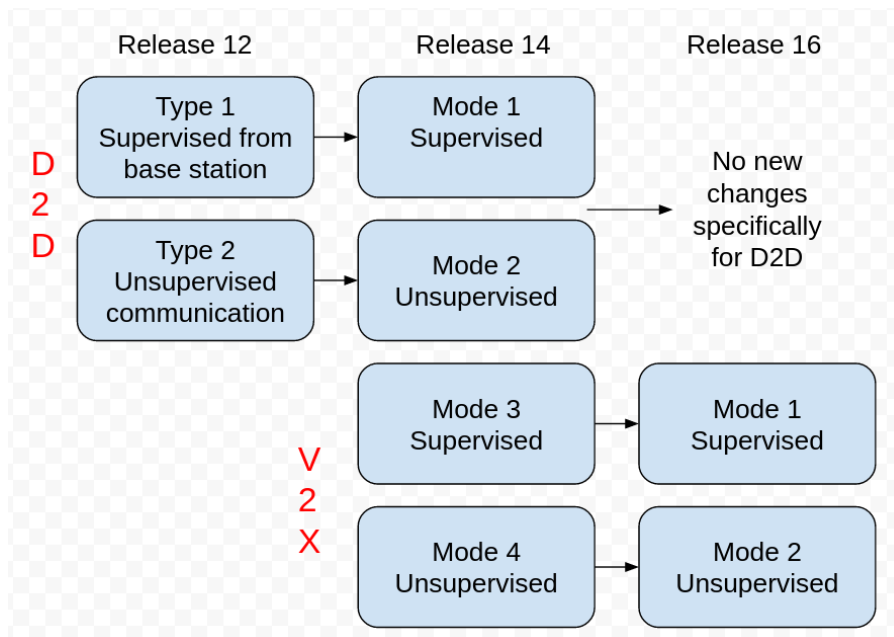 Release 12
Release 14
Release 16
D
2
D
Type 1
Supervised from
base station
Mode 1
Supervised
No new
changes
specifically
for D2D
Type 2
Unsupervised
communication
Mode 2
Unsupervised
V
2
X
Mode 3
Supervised
Mode 1
Supervised
Mode 4
Unsupervised
Mode 2
Unsupervised